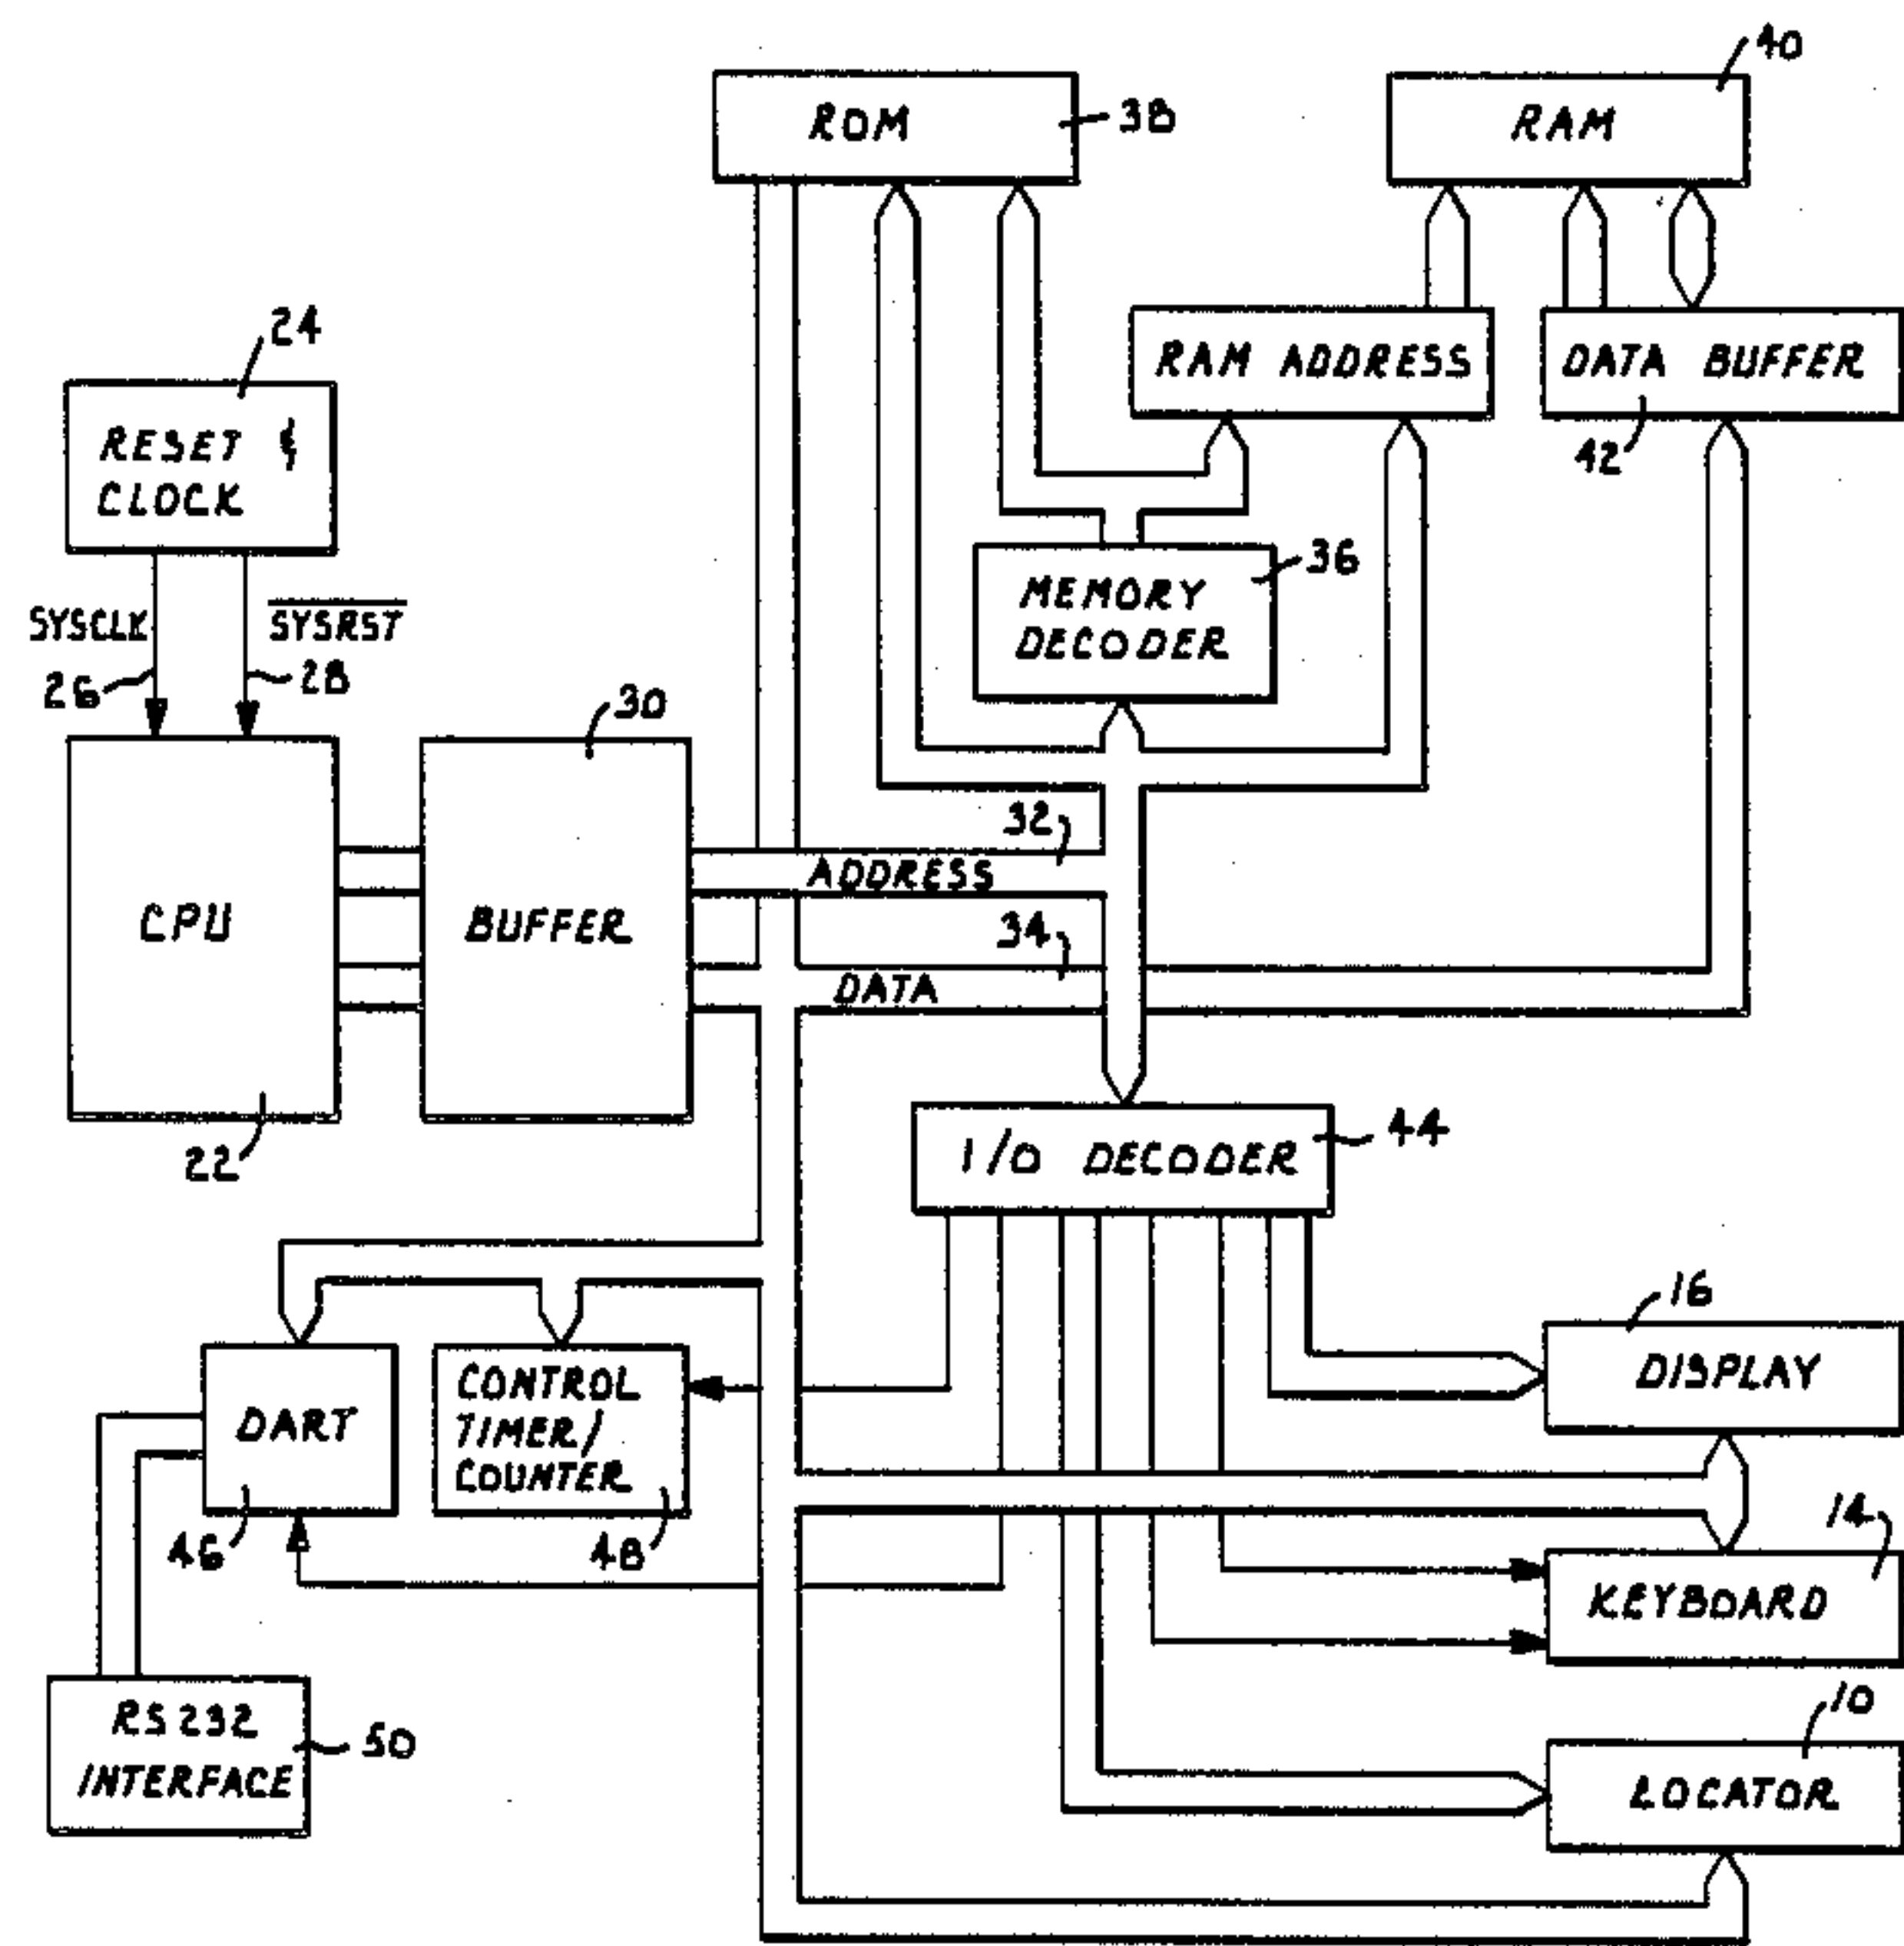 40
ROM
38
RAM
24
RAM ADDRESS
DATA BUFFER
42
RESET &
CLOCK
36
MEMORY
DECODER
SYSCLK
SYSRST
26
28
30
32
ADDRESS
CPU
BUFFER
34
DATA
22
44
I/O DECODER
16
DISPLAY
CONTROL
TIMER/
COUNTER
DART
46
48
14
KEYBOARD
10
RS232
INTERFACE
50
LOCATOR